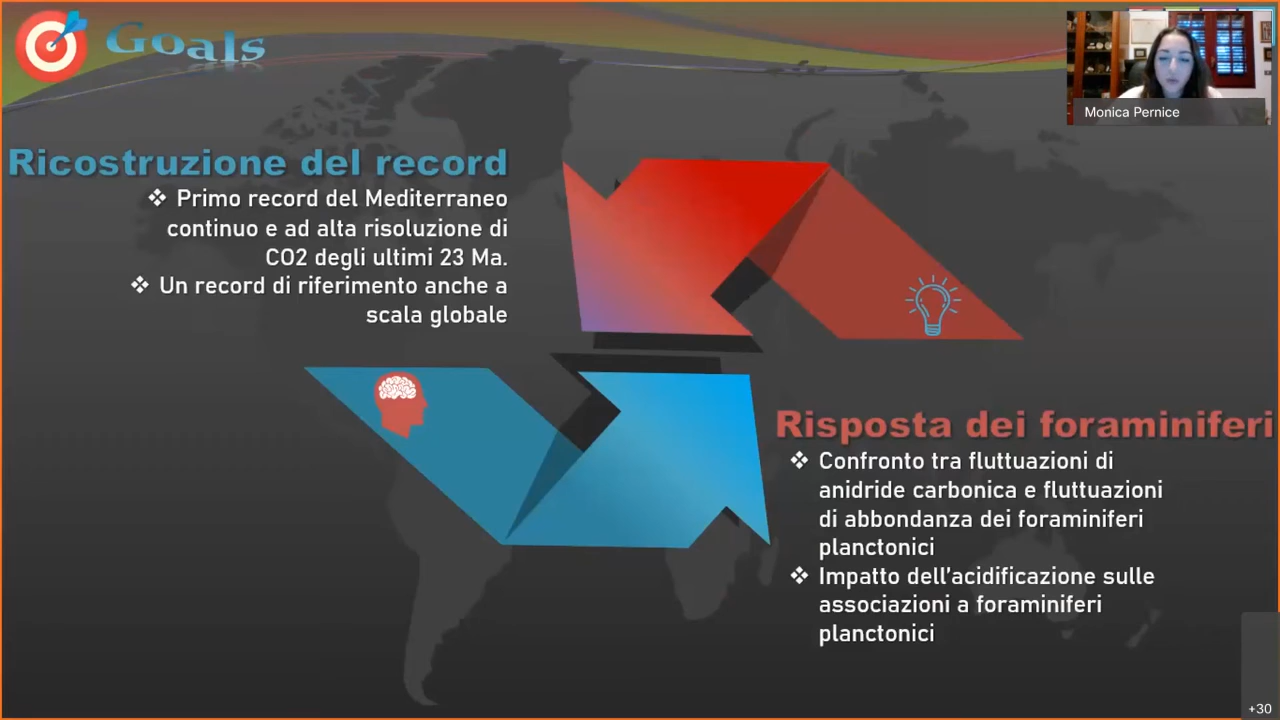 Goals
Monica Pernice
Ricostruzione del record
❖ Primo record del Mediterraneo
continuo e ad alta risoluzione di
CO2 degli ultimi 23 Ma.
❖ Un record di riferimento anche a
scala globale
Risposta dei foraminiferi
❖ Confronto tra fluttuazioni di
anidride carbonica e fluttuazioni
di abbondanza dei foraminiferi
planctonici
❖ Impatto dell’acidificazione sulle
associazioni a foraminiferi
planctonici
+30